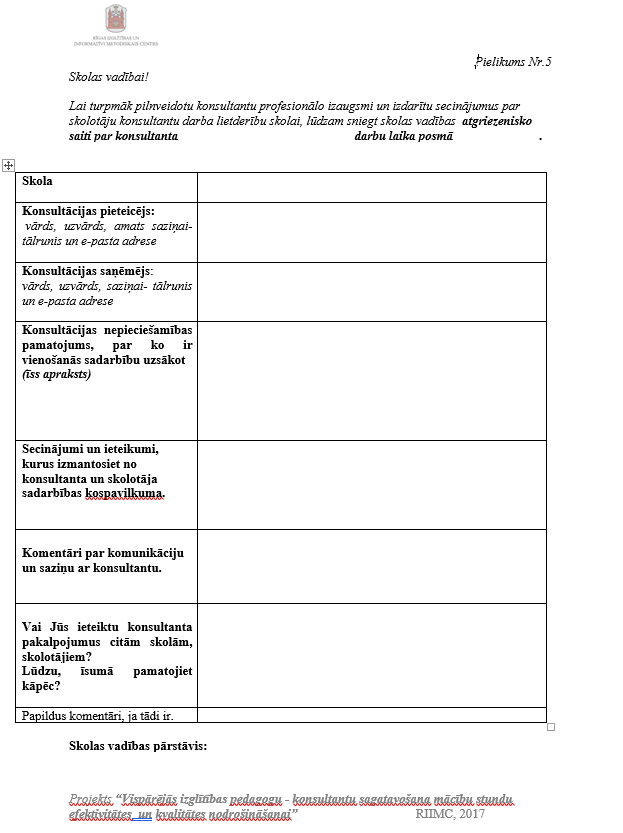 RĪGAS IZGLĪTĪBAS UN
INFORMATĪVI METODISKAIS CENTRS
Pielikums Nr.5
Skolas vadībai!
Lai turpmāk pilnveidotu konsultantu profesionālo izaugsmi un izdarītu secinājumus par
skolotāju konsultantu darba lietderību skolai, lūdzam sniegt skolas vadības atgriezenisko
saiti par konsultanta darbu laika posmā .
Skola
Konsultācijas pieteicējs:
vārds, uzvārds, amats saziņai-
tālrunis un e-pasta adrese
Konsultācijas saņēmējs:
vārds, uzvārds, saziņai- tālrunis
un e-pasta adrese
Konsultācijas nepieciešamības
pamatojums, par ko ir
vienošanās sadarbību uzsākot
(īss apraksts)
Secinājumi un ieteikumi,
kurus izmantosiet no
konsultanta un skolotāja
sadarbības kospavilkuma.
Komentāri par komunikāciju
un saziņu ar konsultantu.
Vai Jūs ieteiktu konsultanta
pakalpojumus citām skolām,
skolotājiem?
Lūdzu, īsumā pamatojiet
kāpēc?
Papildus komentāri, ja tādi ir.
Skolas vadības pārstāvis:
Projekts “Vispārējās izglītības pedagogu - konsultantu sagatavošana mācību stundu
efektivitātes un kvalitātes nodrošināšanai” RIIMC, 2017